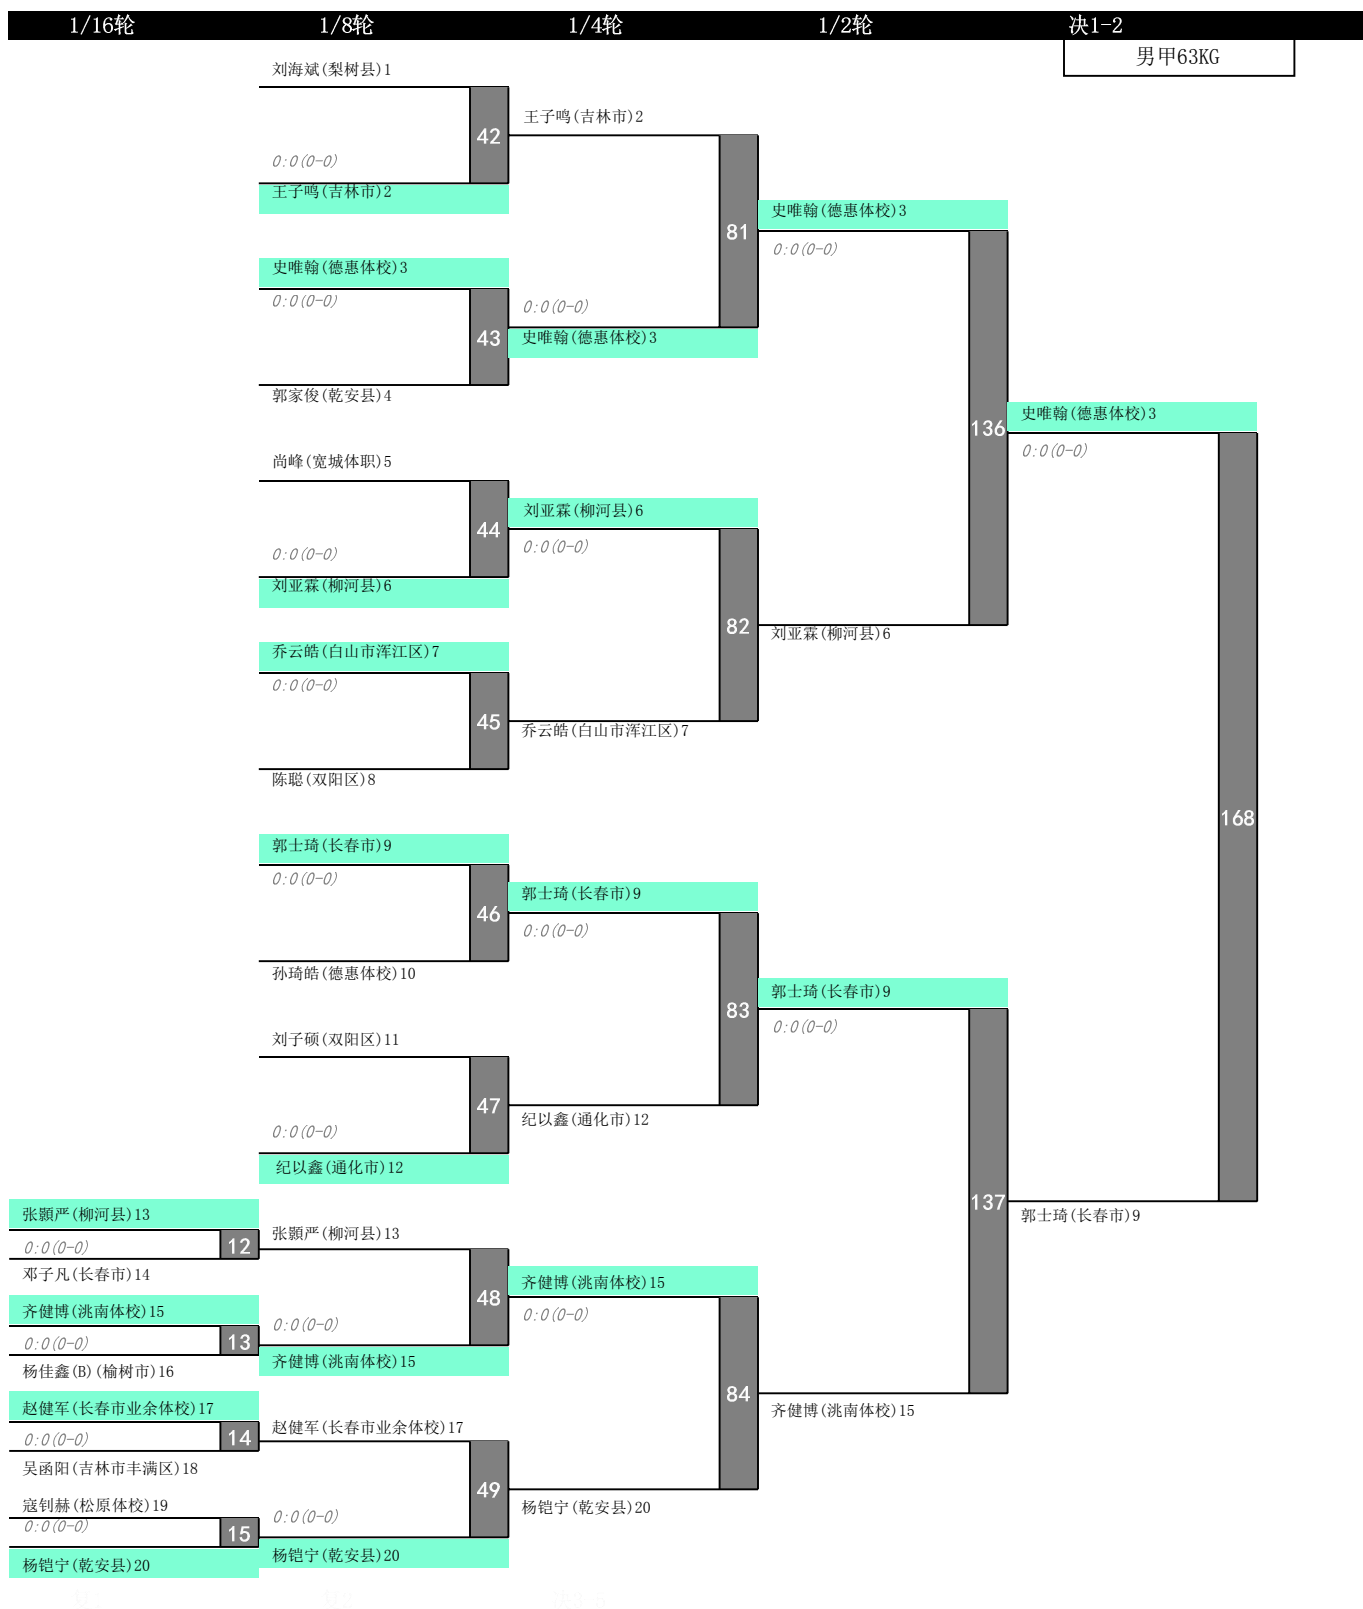 1/16轮 1/8轮 1/4轮 1/2轮 决1-2
男甲63KG
刘海斌(梨树县)1
王子鸣(吉林市)2
42
0:0(0-0)
王子鸣(吉林市)2
史唯翰(德惠体校)3
81
0:0(0-0)
史唯翰(德惠体校)3
0:0(0-0)
0:0(0-0)
43
史唯翰(德惠体校)3
郭家俊(乾安县)4
史唯翰(德惠体校)3
136
0:0(0-0)
尚峰(宽城体职)5
刘亚霖(柳河县)6
44
0:0(0-0)
0:0(0-0)
刘亚霖(柳河县)6
82
刘亚霖(柳河县)6
乔云皓(白山市浑江区)7
0:0(0-0)
45
乔云皓(白山市浑江区)7
陈聪(双阳区)8
168
郭士琦(长春市)9
0:0(0-0)
郭士琦(长春市)9
46
0:0(0-0)
孙琦皓(德惠体校)10
郭士琦(长春市)9
83
0:0(0-0)
刘子硕(双阳区)11
47
纪以鑫(通化市)12
0:0(0-0)
纪以鑫(通化市)12
137
张顥严(柳河县)13
郭士琦(长春市)9
张顥严(柳河县)13
0:0(0-0)
12
邓子凡(长春市)14
齐健博(洮南体校)15
48
齐健博(洮南体校)15
0:0(0-0)
0:0(0-0)
0:0(0-0)
13
齐健博(洮南体校)15
杨佳鑫(B)(榆树市)16
84
赵健军(长春市业余体校)17
齐健博(洮南体校)15
赵健军(长春市业余体校)17
0:0(0-0)
14
吴函阳(吉林市丰满区)18
49
寇钊赫(松原体校)19
杨铠宁(乾安县)20
0:0(0-0)
0:0(0-0)
15
杨铠宁(乾安县)20
杨铠宁(乾安县)20